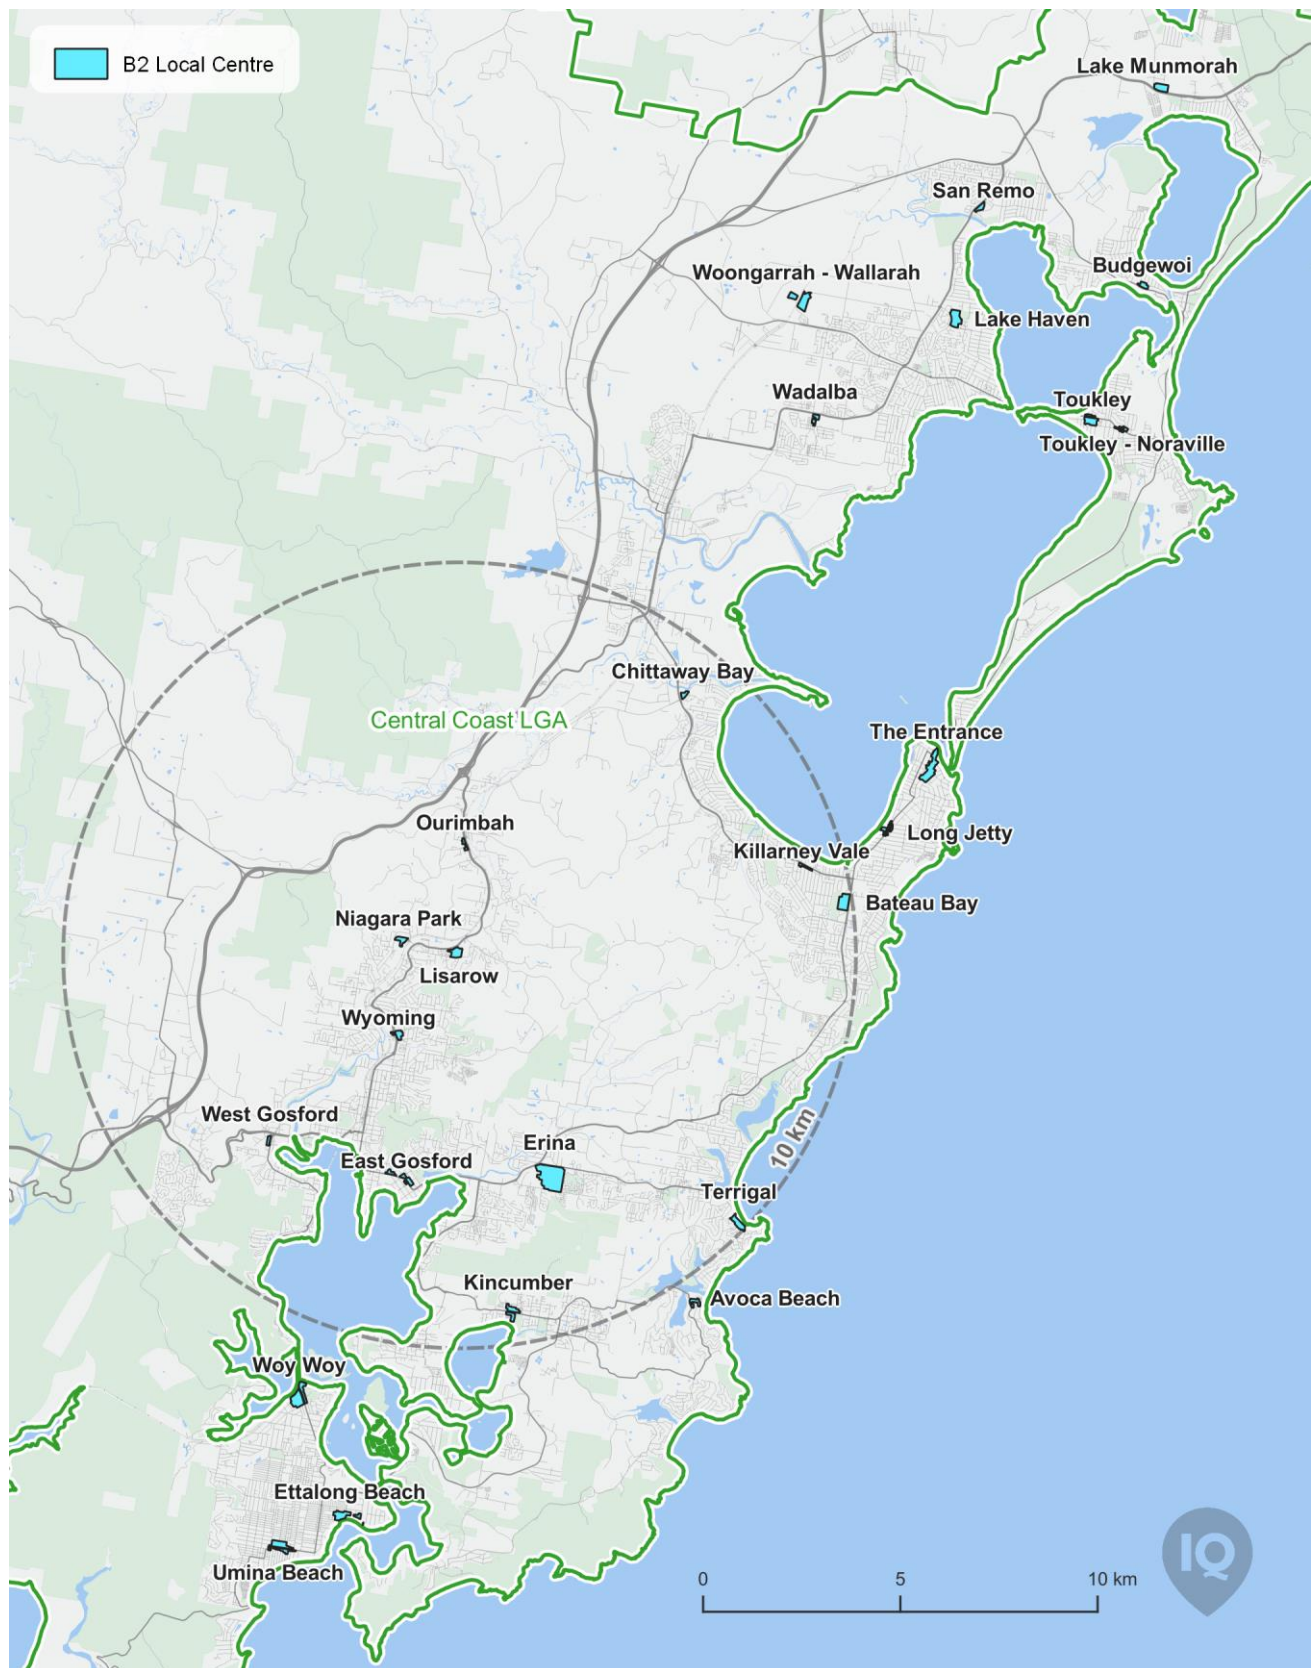 B2 Local Centre
Lake Munmorah
San Remo
Budgewoi
Woongarrah - Wallarah
Lake Haven
Wadalba
Toukley
Toukley - Noraville
Chittaway Bay
Central Coast LGA
The Entrance
Ourimbah
Long Jetty
Killarney Vale
Bateau Bay
Niagara Park
Lisarow
Wyoming
West Gosford
10 km
Erina
East Gosford
Terrigal
Kincumber
Avoca Beach
Woy Woy
Ettalong Beach
Umina Beach
0 5 10 km
IQ